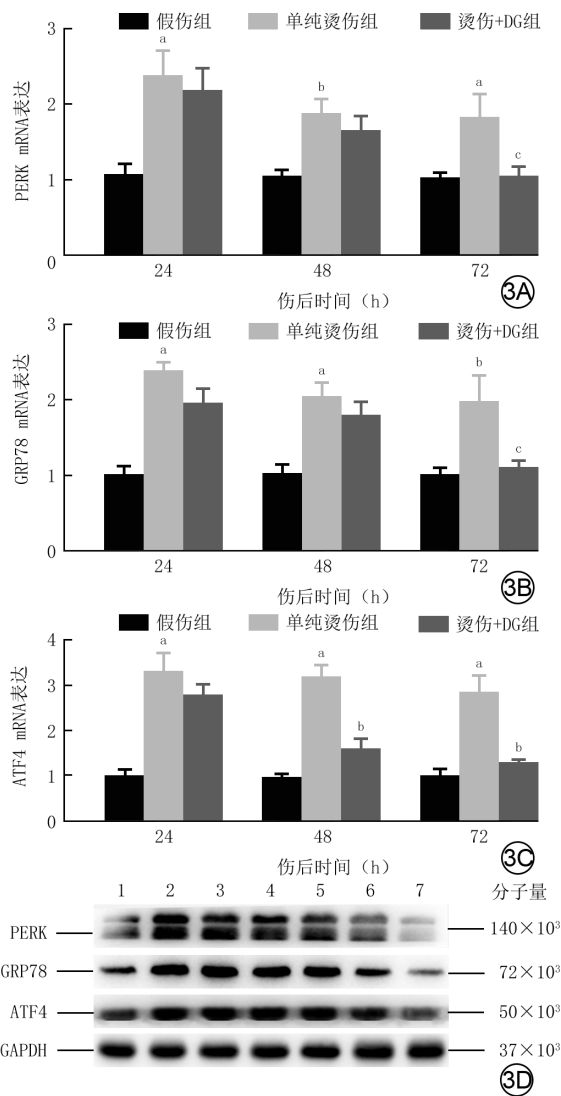 假伤组 单纯烫伤组 烫伤+DG组
PERK mRNA表达
3
2
1
0
a
b
a
c
24 48 72
伤后时间（h）
3A
假伤组 单纯烫伤组 烫伤+DG组
GRP78 mRNA表达
3
2
1
0
a
a
b
c
24 48 72
伤后时间（h）
3B
假伤组 单纯烫伤组 烫伤+DG组
ATF4 mRNA表达
4
3
2
1
0
a
a
b
a
b
24 48 72
伤后时间（h）
3C
1 2 3 4 5 6 7 分子量
PERK 140×10³
GRP78 72×10³
ATF4 50×10³
GAPDH 37×10³
3D